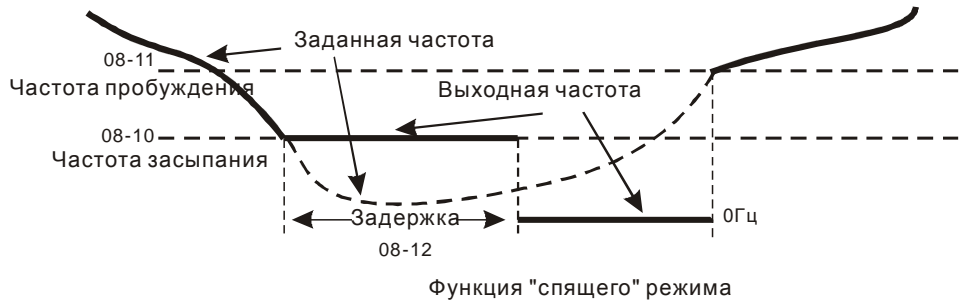 Заданная частота
08-11
Частота пробуждения
Выходная частота
08-10
Частота засыпания
Задержка
0Гц
08-12
Функция "спящего" режима